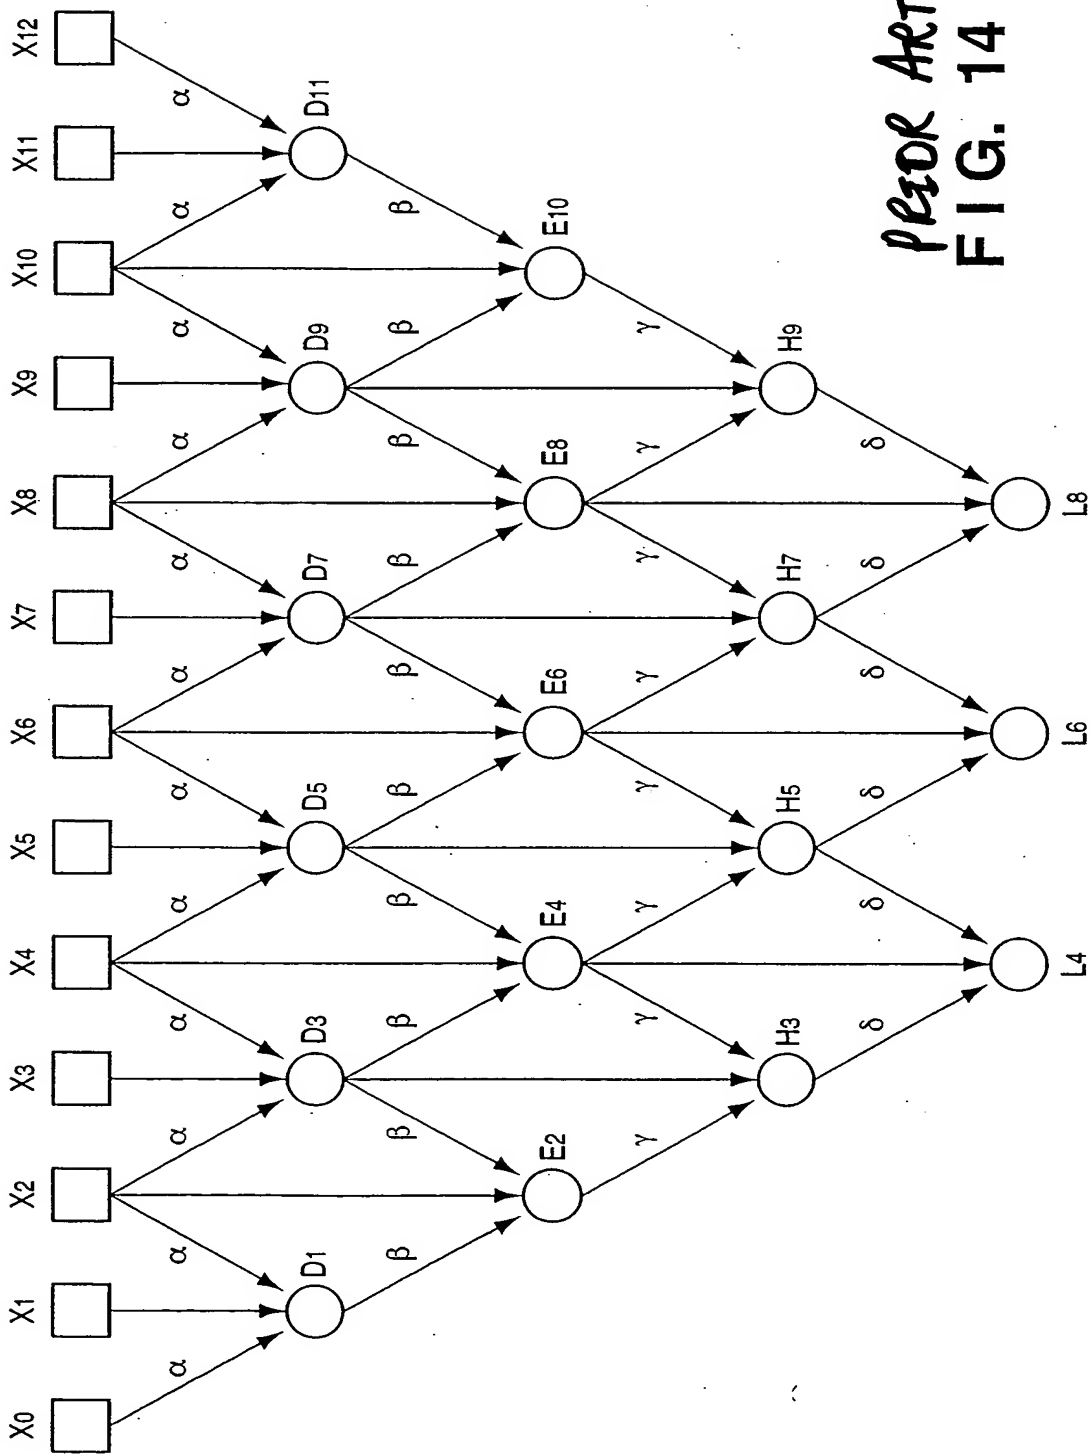 X0 X1 X2 X3 X4 X5 X6 X7 X8 X9 X10 X11 X12
α α α α α α α α α α α α
D1 D3 D5 D7 D9 D11
β β β β β β β β β β
E2 E4 E6 E8 E10
γ γ γ γ γ γ γ γ
H3 H5 H7 H9
δ δ δ δ δ δ
L4 L6 L8
PRIOR ART
FIG. 14